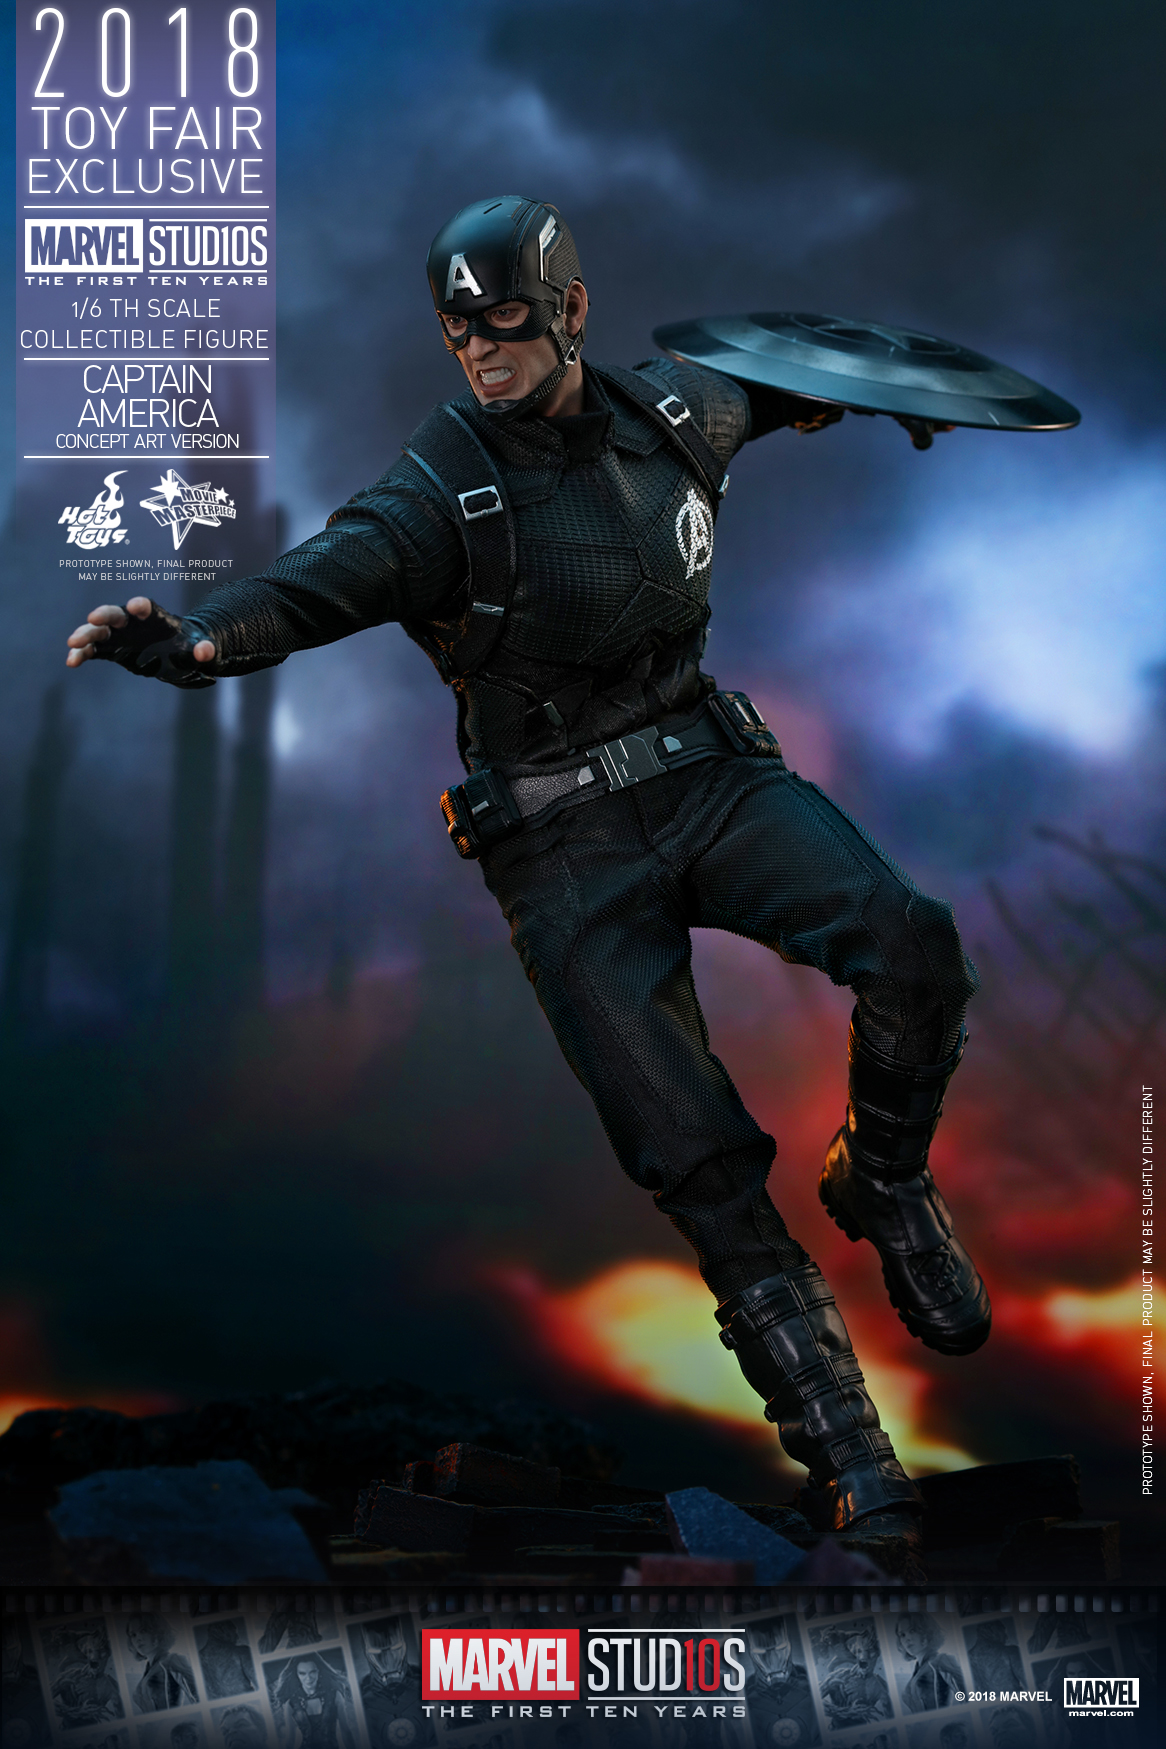 2018
TOY FAIR
EXCLUSIVE
MARVEL STUD10S
THE FIRST TEN YEARS
1/6 TH SCALE
COLLECTIBLE FIGURE
CAPTAIN
AMERICA
CONCEPT ART VERSION
Hot Toys.
MOVIE
MASTERPIECE
PROTOTYPE SHOWN, FINAL PRODUCT
MAY BE SLIGHTLY DIFFERENT
A
A
PROTOTYPE SHOWN, FINAL PRODUCT MAY BE SLIGHTLY DIFFERENT
MARVEL STUD10S
THE FIRST TEN YEARS
© 2018 MARVEL
MARVEL
marvel.com